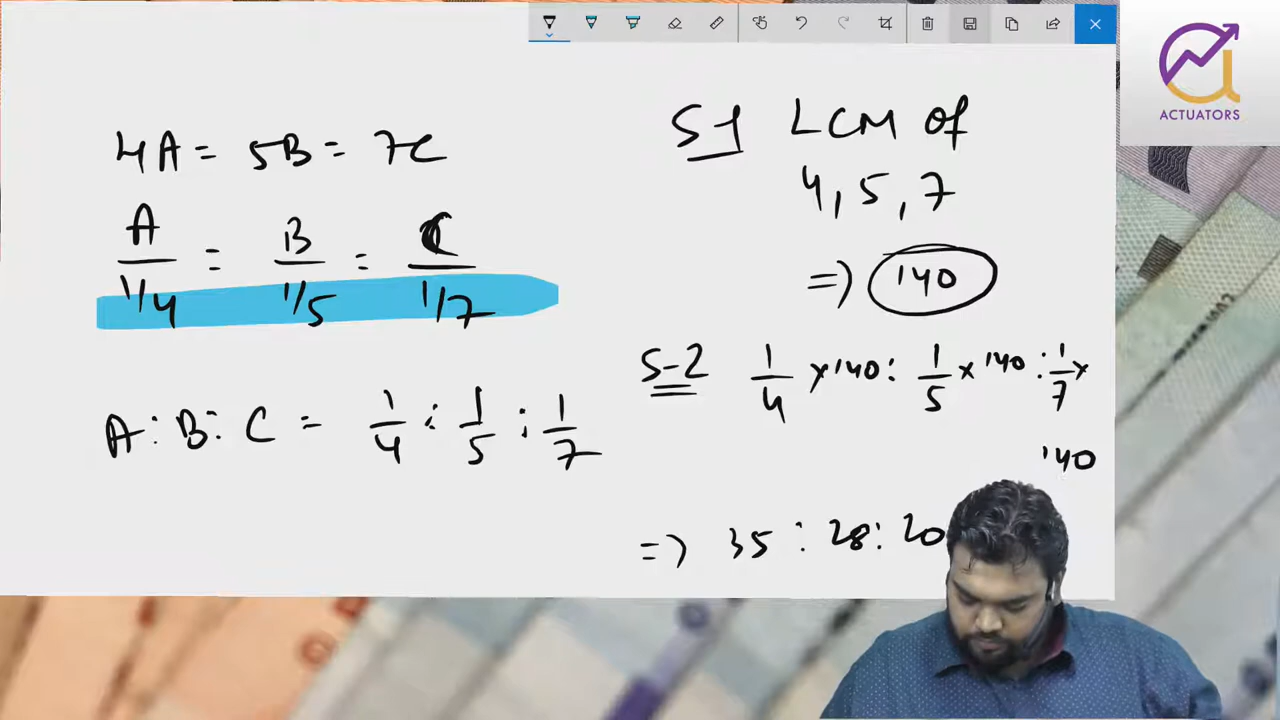 4A = 5B = 7C
A/1/4 = B/1/5 = C/1/7
A : B : C = 1/4 : 1/5 : 1/7
S-1 LCM of
4, 5, 7
=> 140
S-2 1/4 × 140 : 1/5 × 140 : 1/7 ×
140
=> 35 : 28 : 20
ACTUATORS